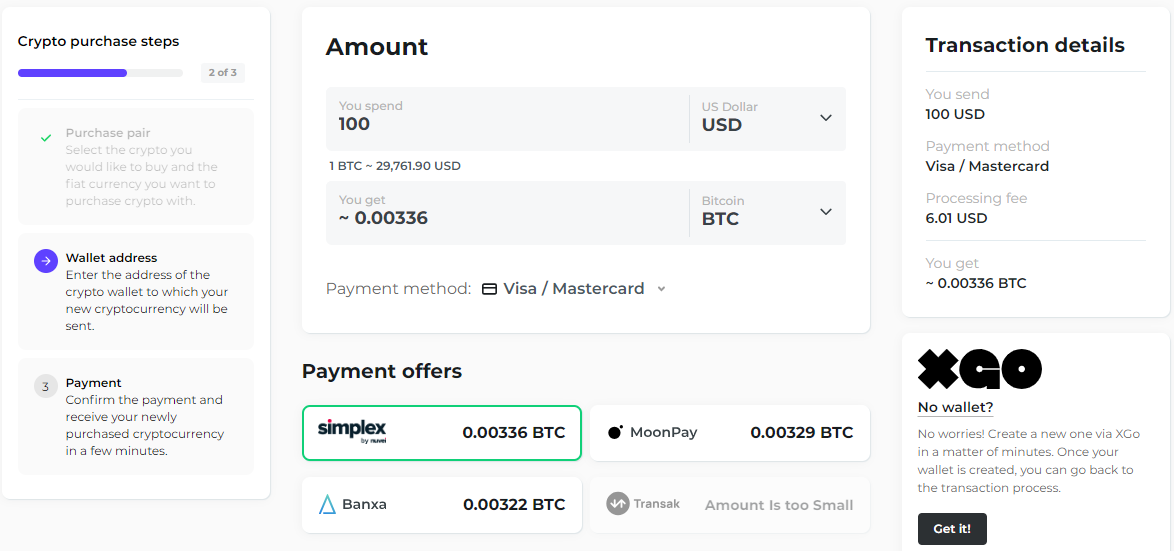 Crypto purchase steps
2 of 3
Purchase pair
Select the crypto you
would like to buy and the
fiat currency you want to
purchase crypto with.
Wallet address
Enter the address of the
crypto wallet to which your
new cryptocurrency will be
sent.
3
Payment
Confirm the payment and
receive your newly
purchased cryptocurrency
in a few minutes.
Amount
You spend
100
US Dollar
USD
1 BTC ~ 29,761.90 USD
You get
~ 0.00336
Bitcoin
BTC
Payment method: Visa / Mastercard
Payment offers
simplex
by nuvei
0.00336 BTC
MoonPay
0.00329 BTC
Banxa
0.00322 BTC
Transak
Amount Is too Small
Transaction details
You send
100 USD
Payment method
Visa / Mastercard
Processing fee
6.01 USD
You get
~ 0.00336 BTC
XGO
No wallet?
No worries! Create a new one via XGo
in a matter of minutes. Once your
wallet is created, you can go back to
the transaction process.
Get it!